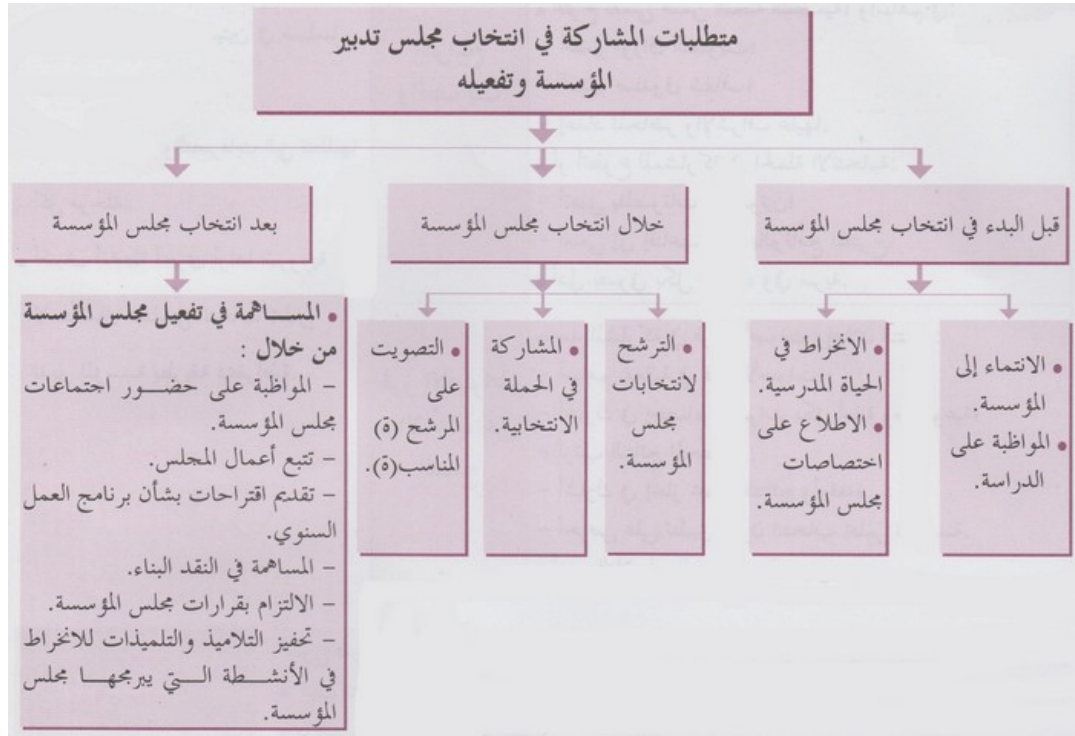 متطلبات المشاركة في انتخاب مجلس تدبير
المؤسسة وتفعيله
قبل البدء في انتخاب مجلس المؤسسة
خلال انتخاب مجلس المؤسسة
بعد انتخاب مجلس المؤسسة
• الانتماء إلى
المؤسسة.
• المواظبة على
الدراسة.
• الانخراط في
الحياة المدرسية.
• الاطلاع على
اختصاصات
مجلس المؤسسة.
• الترشح
لانتخابات
مجلس
المؤسسة.
• المشاركة
في الحملة
الانتخابية.
• التصويت
على
المرشح (ة)
المناسب(ة).
• المساهمة في تفعيل مجلس المؤسسة
من خلال :
– المواظبة على حضور اجتماعات
مجلس المؤسسة.
– تتبع أعمال المجلس.
– تقديم اقتراحات بشأن برنامج العمل
السنوي.
– المساهمة في النقد البناء.
– الالتزام بقرارات مجلس المؤسسة.
– تحفيز التلاميذ والتلميذات للانخراط
في الأنشطة التي يبرمجها مجلس
المؤسسة.